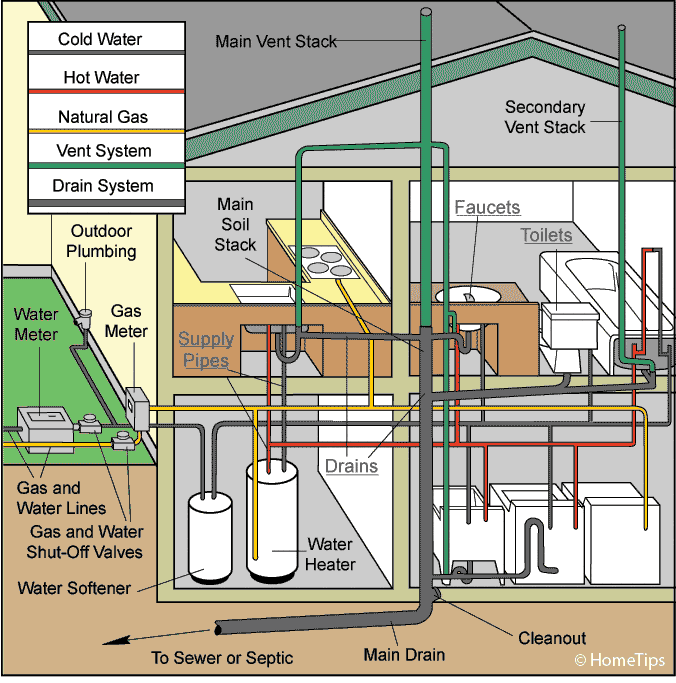 Cold Water
Hot Water
Natural Gas
Vent System
Drain System
Main Vent Stack
Secondary
Vent Stack
Main
Soil
Stack
Faucets
Toilets
Outdoor
Plumbing
Water
Meter
Gas
Meter
Supply
Pipes
Drains
Gas and
Water Lines
Gas and Water
Shut-Off Valves
Water Softener
Water
Heater
Cleanout
Main Drain
To Sewer or Septic
© HomeTips